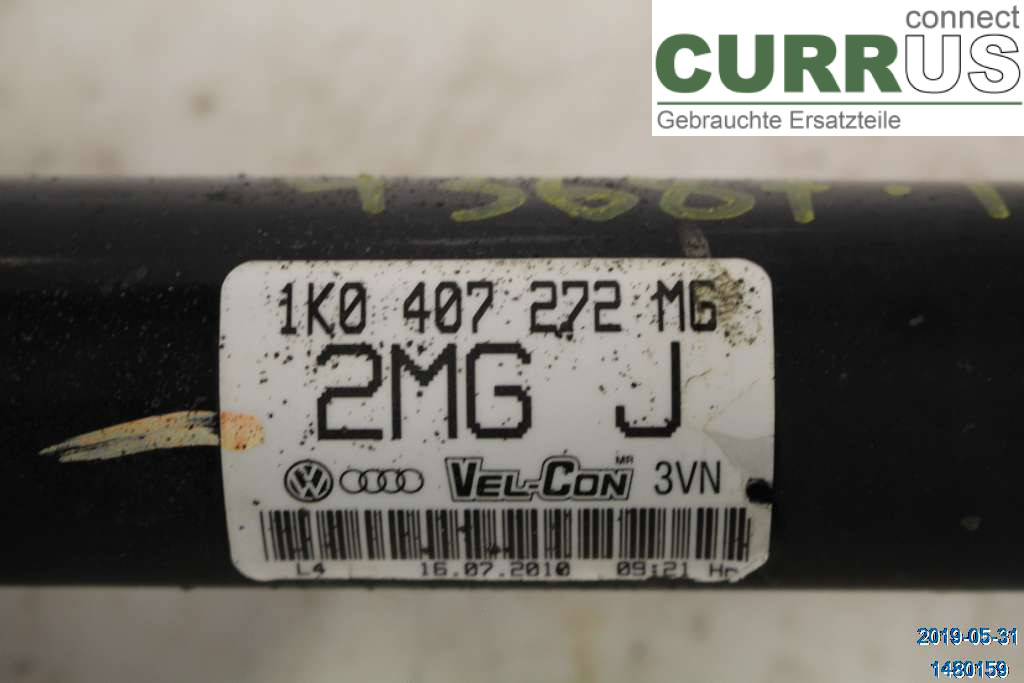 connect
CURRUS
Gebrauchte Ersatzteile
1K0 407 272 MG
2MG J
VEL-CON MR 3VN
L4 16.07.2010 09:21 Hr
2019-05-31
1480159